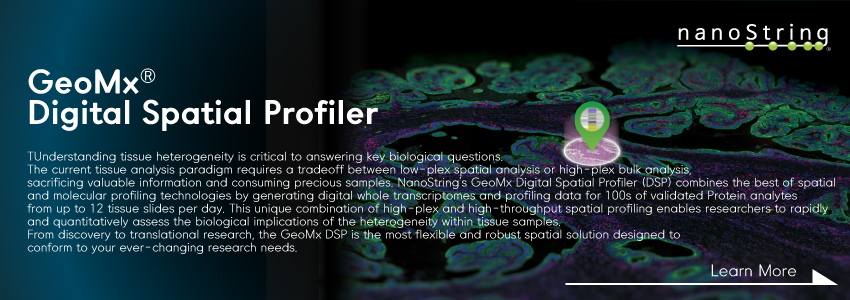 nanoString®
GeoMx®
Digital Spatial Profiler
TUnderstanding tissue heterogeneity is critical to answering key biological questions.
The current tissue analysis paradigm requires a tradeoff between low-plex spatial analysis or high-plex bulk analysis,
sacrificing valuable information and consuming precious samples. NanoString's GeoMx Digital Spatial Profiler (DSP) combines the best of spatial
and molecular profiling technologies by generating digital whole transcriptomes and profiling data for 100s of validated Protein analytes
from up to 12 tissue slides per day. This unique combination of high-plex and high-throughput spatial profiling enables researchers to rapidly
and quantitatively assess the biological implications of the heterogeneity within tissue samples.
From discovery to translational research, the GeoMx DSP is the most flexible and robust spatial solution designed to
conform to your ever-changing research needs.
Learn More